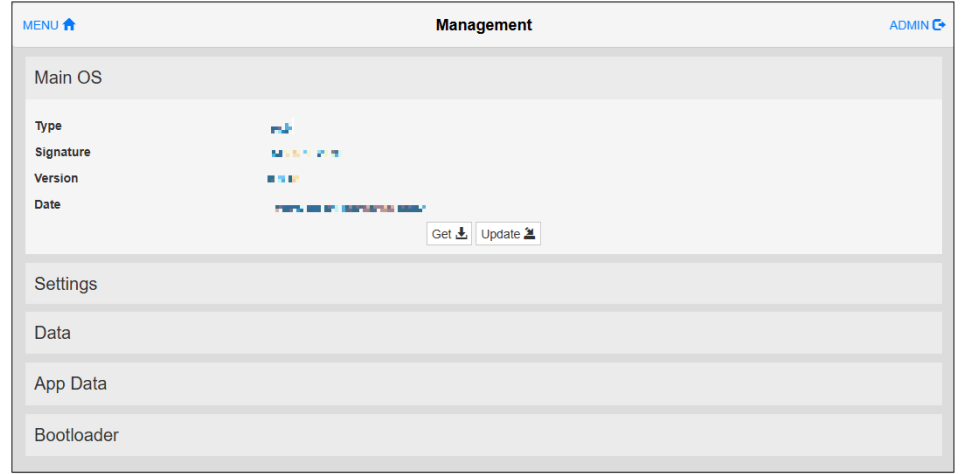 MENU Management ADMIN
Main OS
Type
Signature
Version
Date
Get Update
Settings
Data
App Data
Bootloader